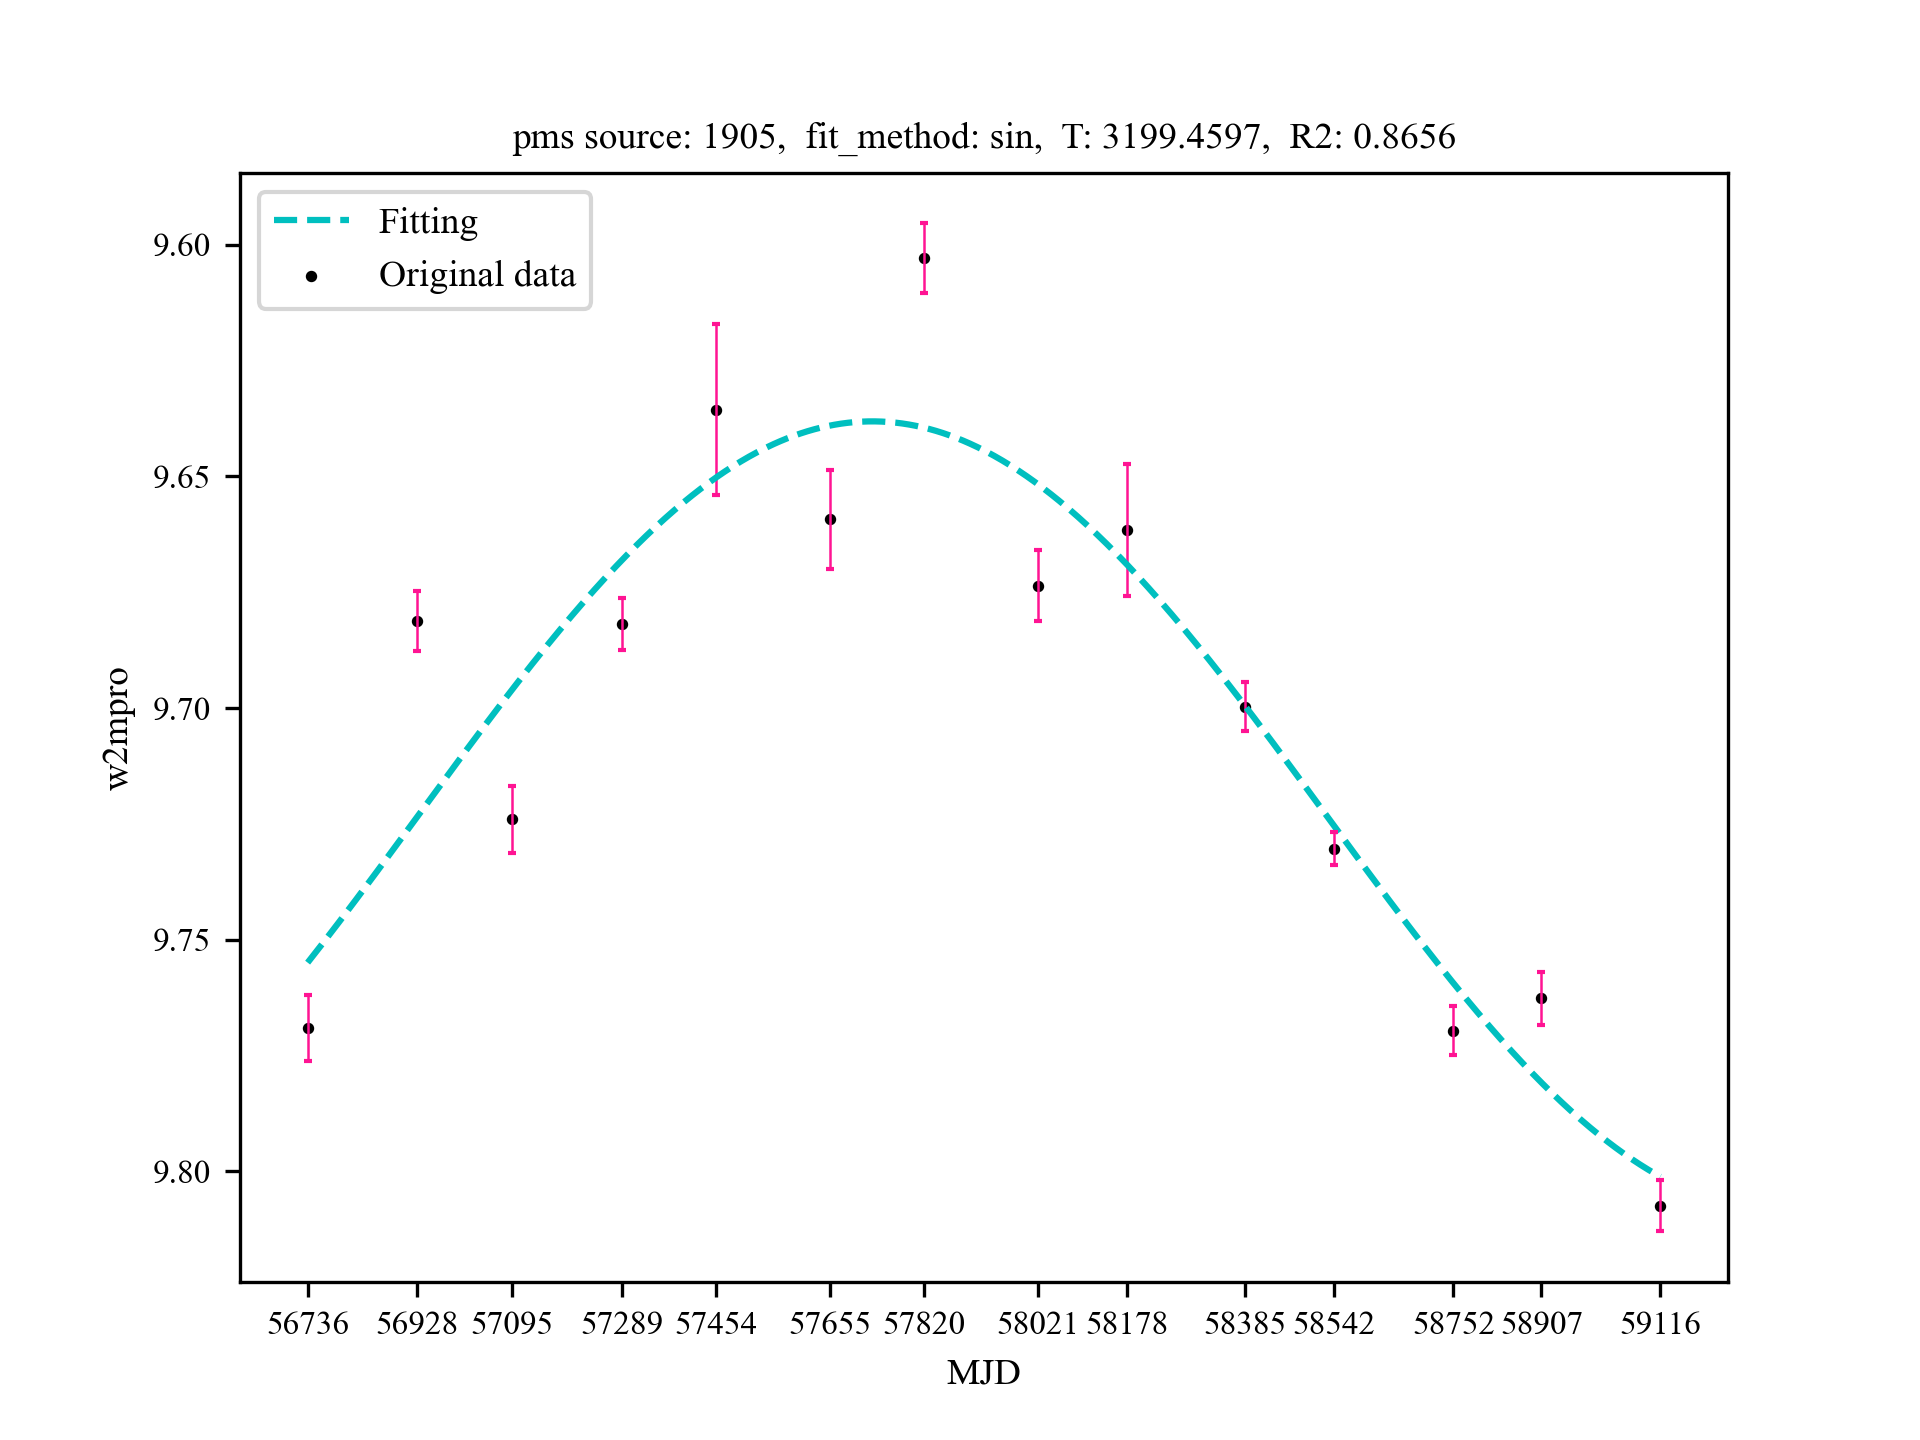 pms source: 1905,  fit_method: sin,  T: 3199.4597,  R2: 0.8656
Fitting
Original data
9.60
9.65
9.70
9.75
9.80
w2mpro
56736 56928 57095 57289 57454 57655 57820 58021 58178 58385 58542 58752 58907 59116
MJD